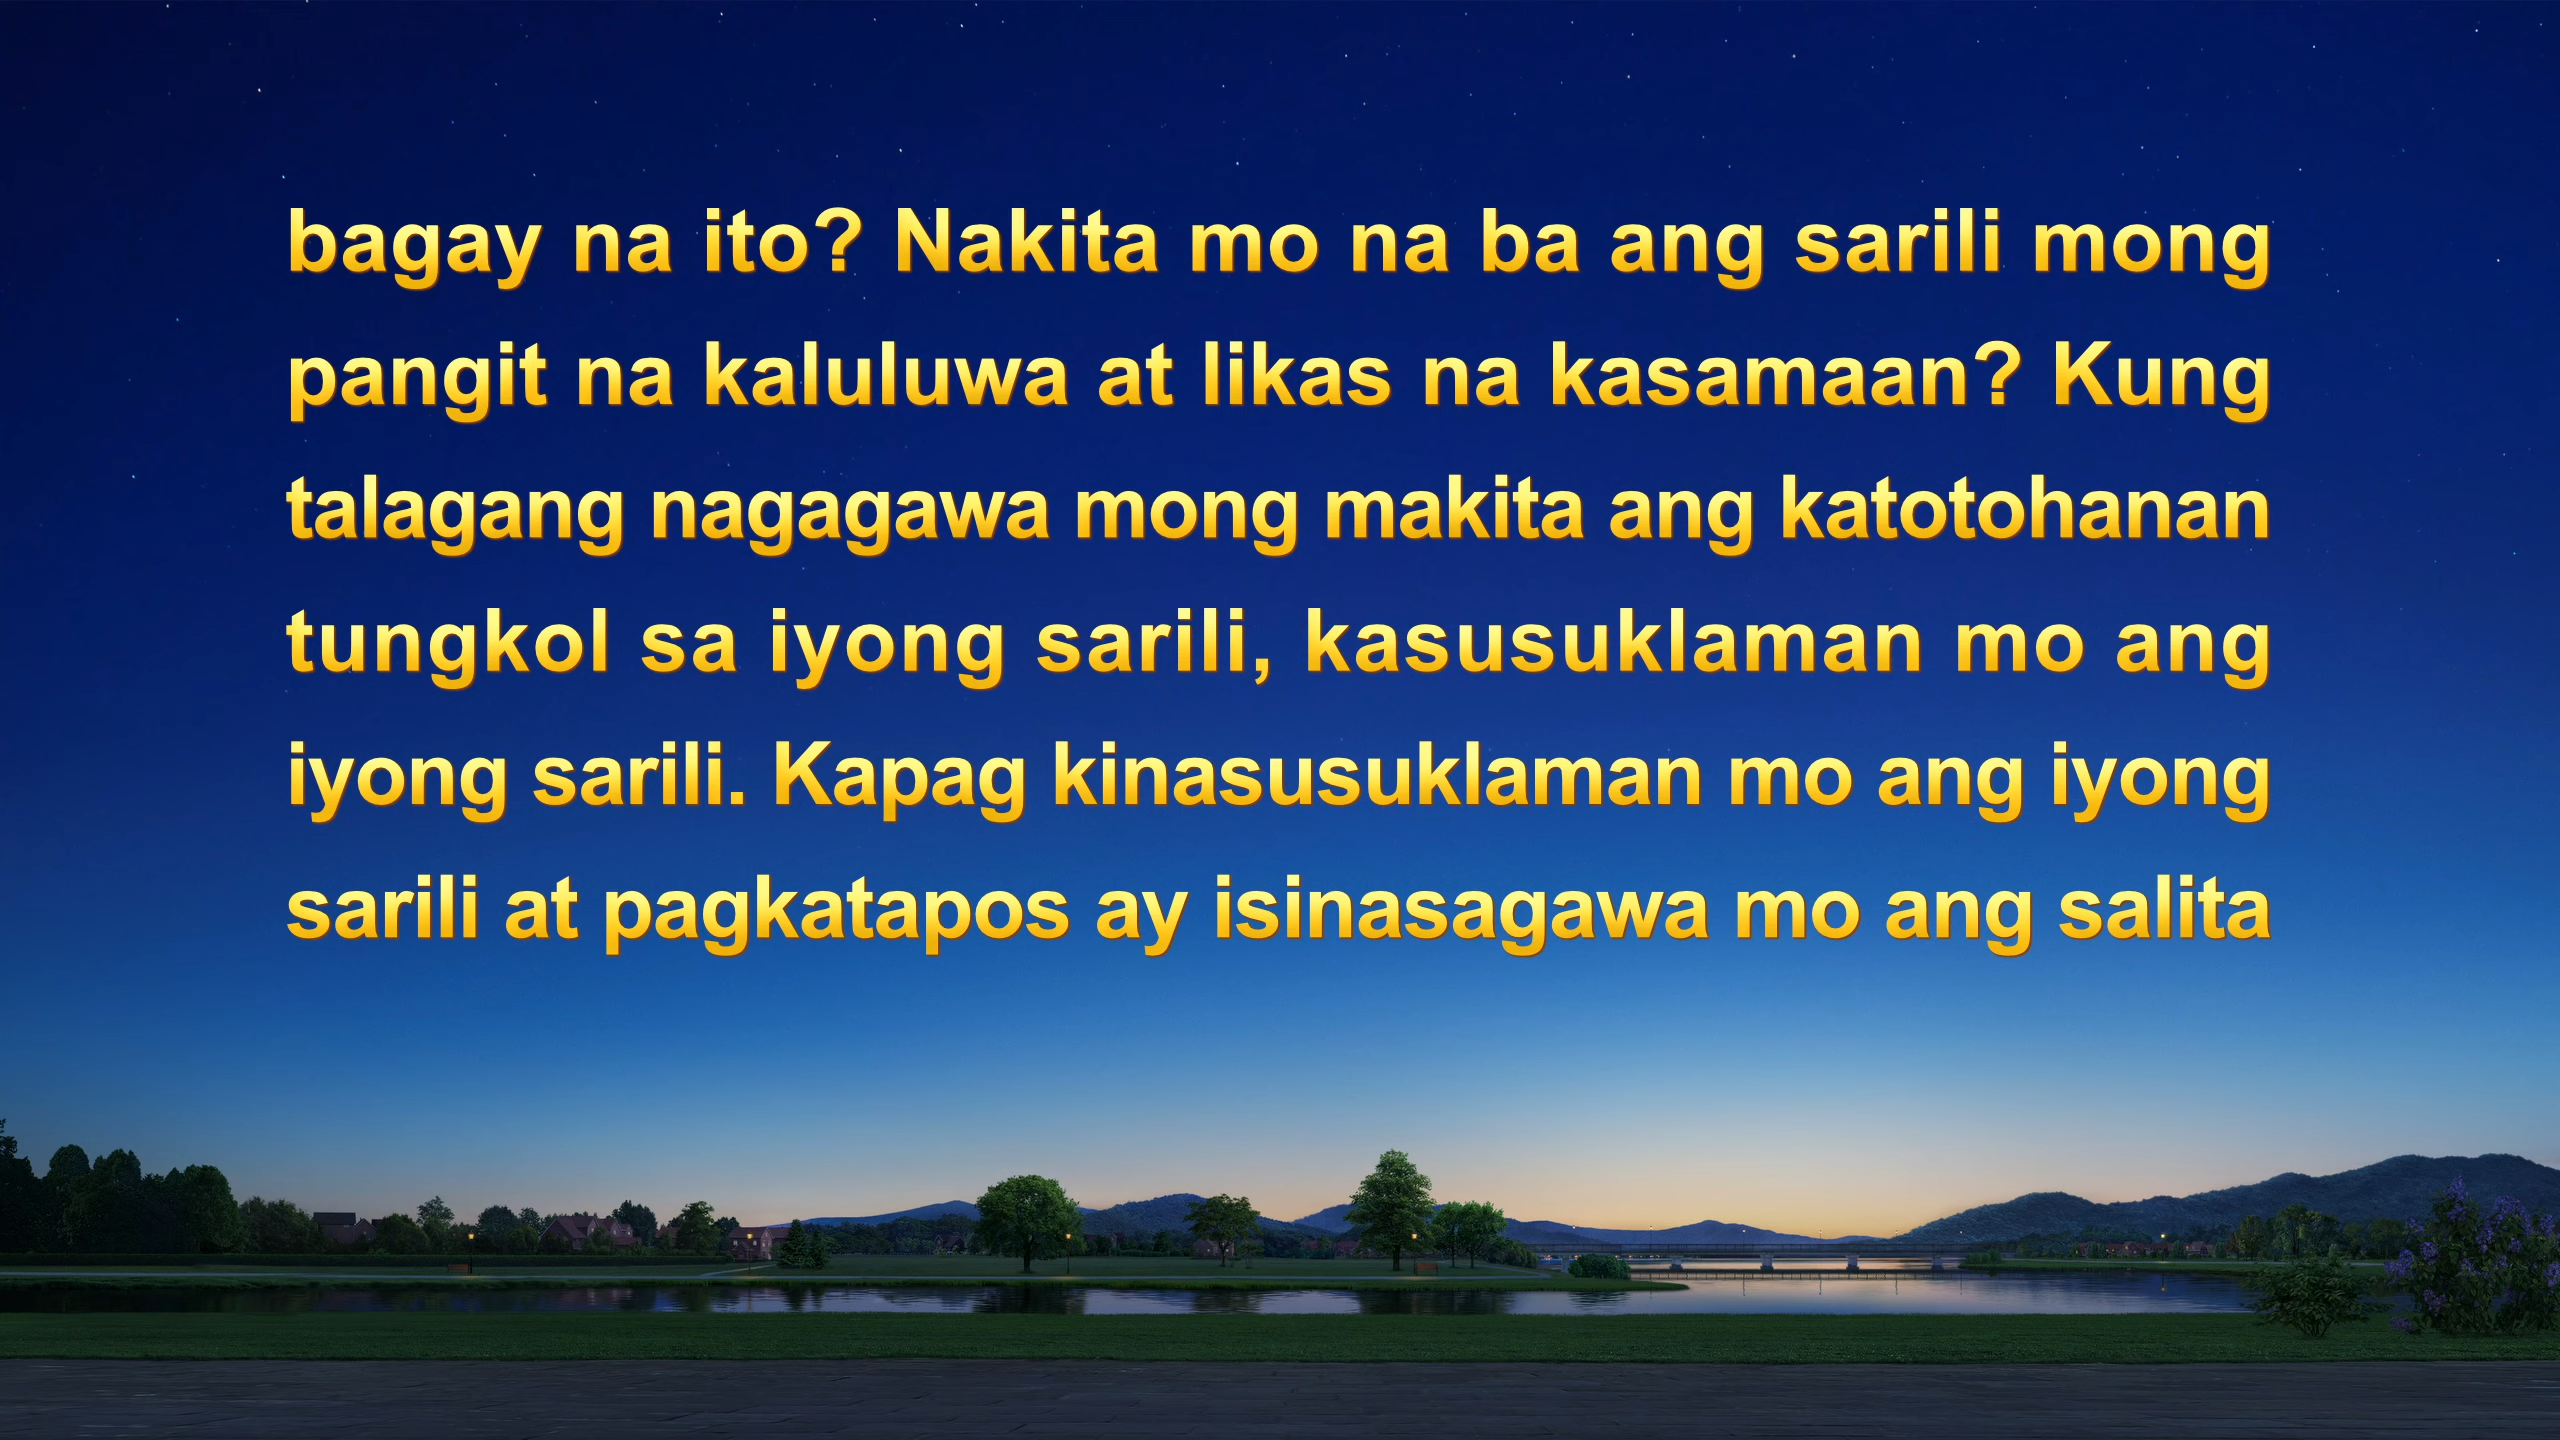 bagay na ito? Nakita mo na ba ang sarili mong
pangit na kaluluwa at likas na kasamaan? Kung
talagang nagagawa mong makita ang katotohanan
tungkol sa iyong sarili, kasusuklaman mo ang
iyong sarili. Kapag kinasusuklaman mo ang iyong
sarili at pagkatapos ay isinasagawa mo ang salita